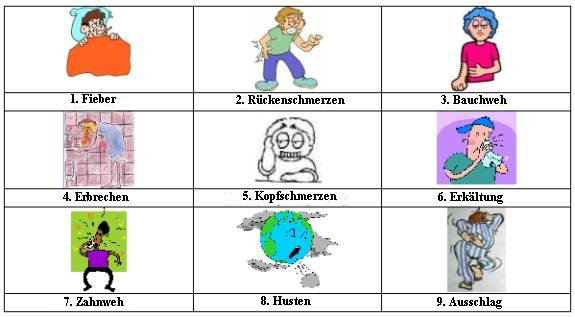 1. Fieber
2. Rückenschmerzen
3. Bauchweh
4. Erbrechen
5. Kopfschmerzen
6. Erkältung
7. Zahnweh
8. Husten
9. Ausschlag